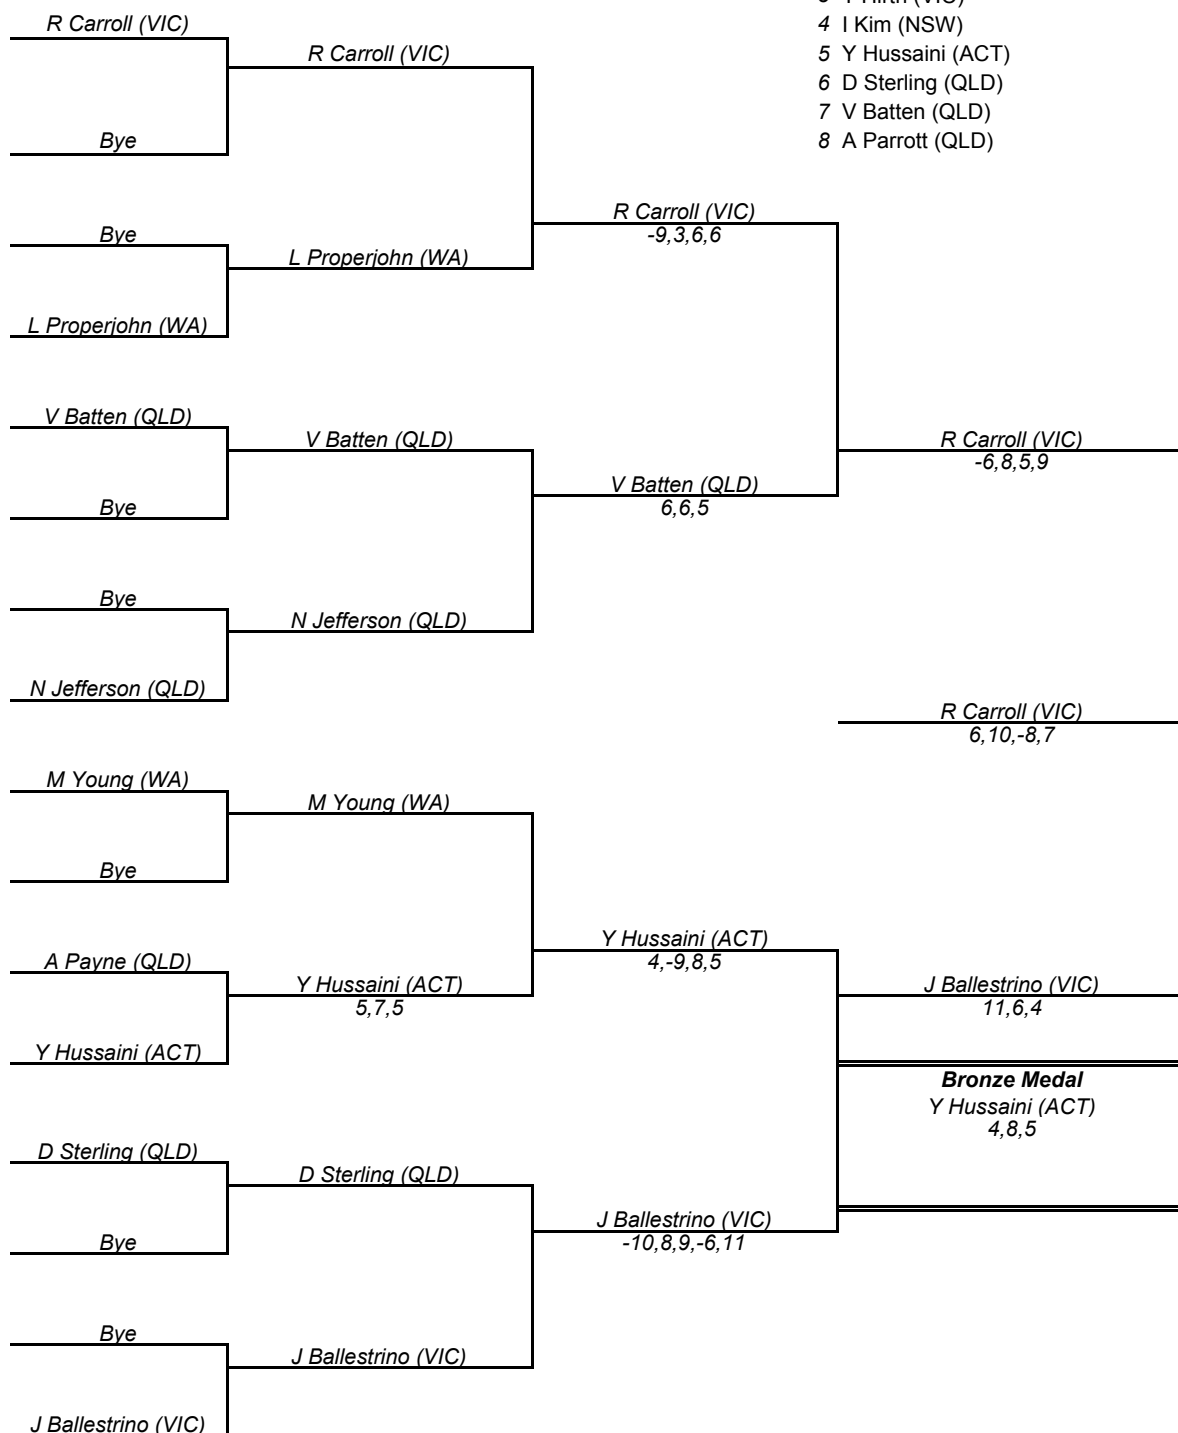 R Carroll (VIC)
Bye
Bye
L Properjohn (WA)
V Batten (QLD)
Bye
Bye
N Jefferson (QLD)
M Young (WA)
Bye
A Payne (QLD)
Y Hussaini (ACT)
D Sterling (QLD)
Bye
Bye
J Ballestrino (VIC)
R Carroll (VIC)
L Properjohn (WA)
V Batten (QLD)
N Jefferson (QLD)
M Young (WA)
Y Hussaini (ACT)
5,7,5
D Sterling (QLD)
J Ballestrino (VIC)
R Carroll (VIC)
-9,3,6,6
V Batten (QLD)
6,6,5
Y Hussaini (ACT)
4,-9,8,5
J Ballestrino (VIC)
-10,8,9,-6,11
4 I Kim (NSW)
5 Y Hussaini (ACT)
6 D Sterling (QLD)
7 V Batten (QLD)
8 A Parrott (QLD)
R Carroll (VIC)
-6,8,5,9
R Carroll (VIC)
6,10,-8,7
J Ballestrino (VIC)
11,6,4
Bronze Medal
Y Hussaini (ACT)
4,8,5